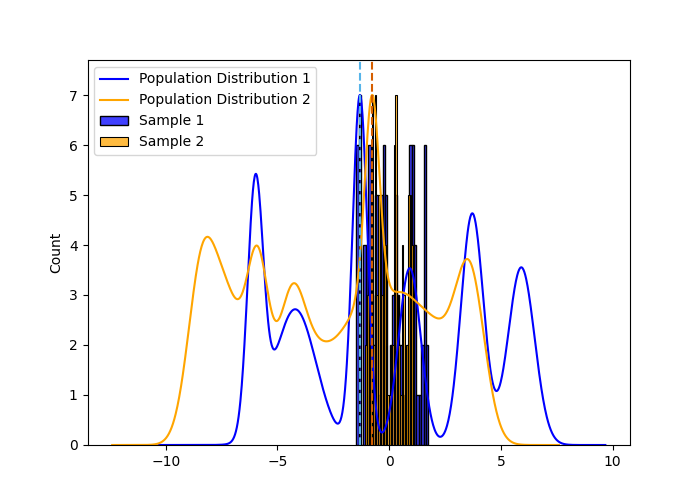 Population Distribution 1
Population Distribution 2
Sample 1
Sample 2
Count
7
6
5
4
3
2
1
0
−10 −5 0 5 10